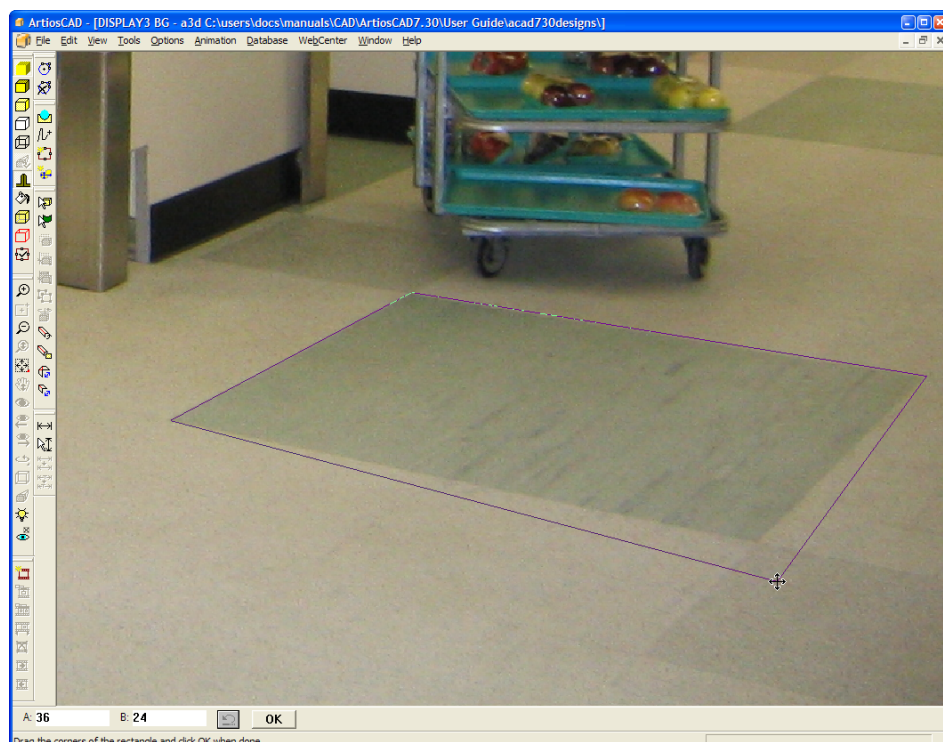 ArtiosCAD - [DISPLAY3 BG - a3d C:\users\docs\manuals\CAD\ArtiosCAD7.30\User Guide\acad730designs\]
File Edit View Tools Options Animation Database WebCenter Window Help
A: 36 B: 24 OK
Drag the corners of the rectangle and click OK when done.